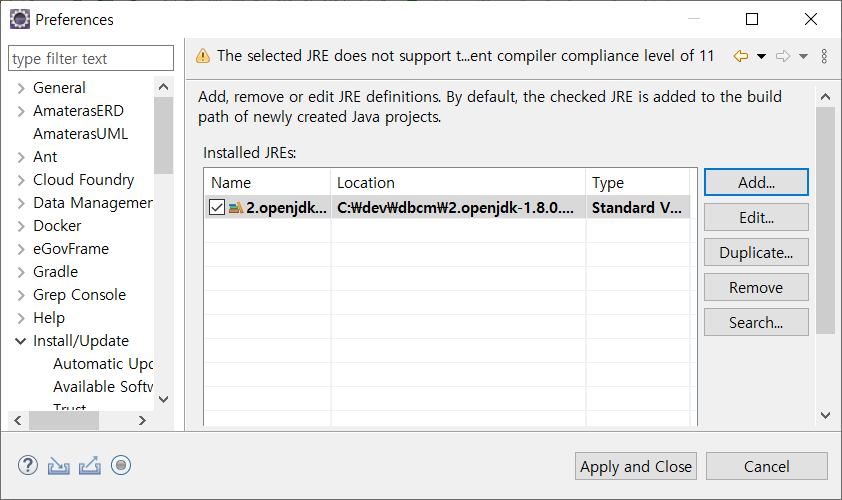 Preferences
type filter text
The selected JRE does not support t...ent compiler compliance level of 11
General
AmaterasERD
AmaterasUML
Ant
Cloud Foundry
Data Managemen
Docker
eGovFrame
Gradle
Grep Console
Help
Install/Update
Automatic Upd
Available Softw
Trust
Add, remove or edit JRE definitions. By default, the checked JRE is added to the build
path of newly created Java projects.
Installed JREs:
Name Location Type
2.openjdk... C:₩dev₩dbcm₩2.openjdk-1.8.0.... Standard V...
Add...
Edit...
Duplicate...
Remove
Search...
Apply and Close Cancel